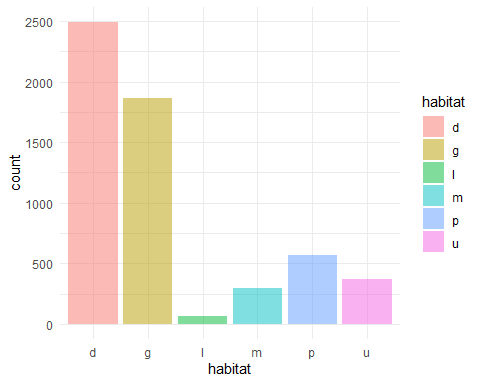 2500
2000
1500
1000
500
0
count
d g l m p u
habitat
habitat
d
g
l
m
p
u